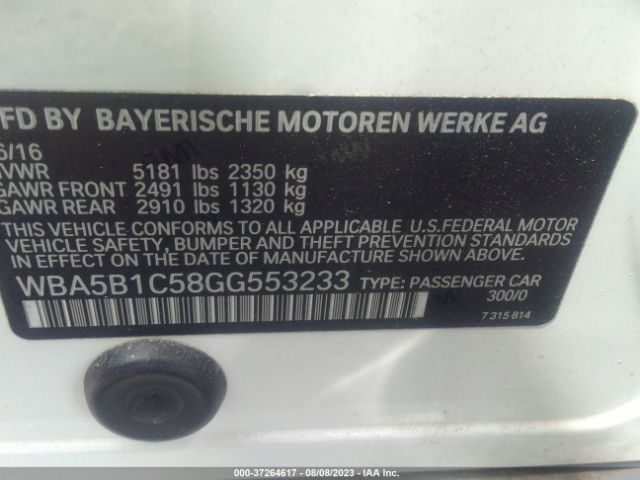 FD BY BAYERISCHE MOTOREN WERKE AG
6/16
GVWR 5181 lbs 2350 kg
GAWR FRONT 2491 lbs 1130 kg
GAWR REAR 2910 lbs 1320 kg
THIS VEHICLE CONFORMS TO ALL APPLICABLE U.S.FEDERAL MOTOR
VEHICLE SAFETY, BUMPER AND THEFT PREVENTION STANDARDS
IN EFFECT ON THE DATE OF MANUFACTURE SHOWN ABOVE.
WBA5B1C58GG553233 TYPE: PASSENGER CAR
300/0
7 315 814
000-37264617 - 08/08/2023 - IAA Inc.